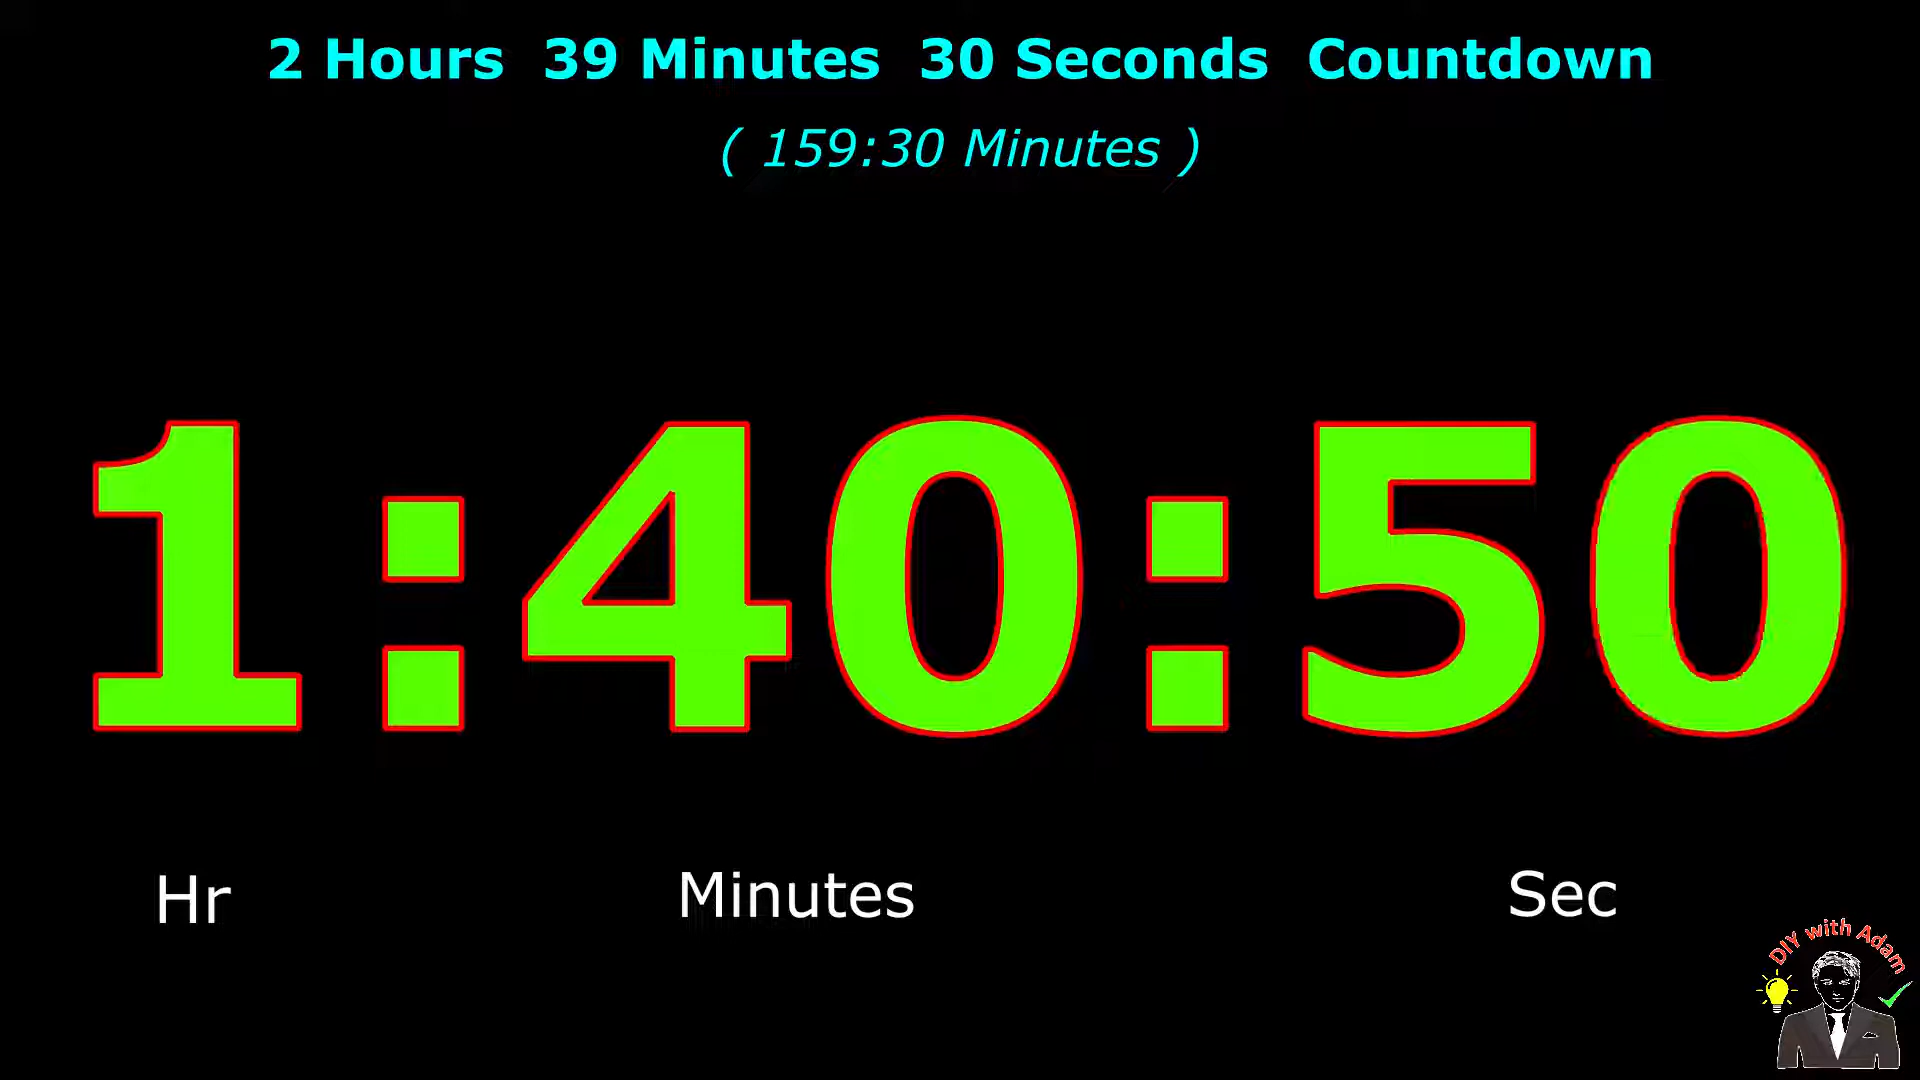 2 Hours 39 Minutes 30 Seconds Countdown
( 159:30 Minutes )
1:40:50
Hr Minutes Sec
DIY with Adam